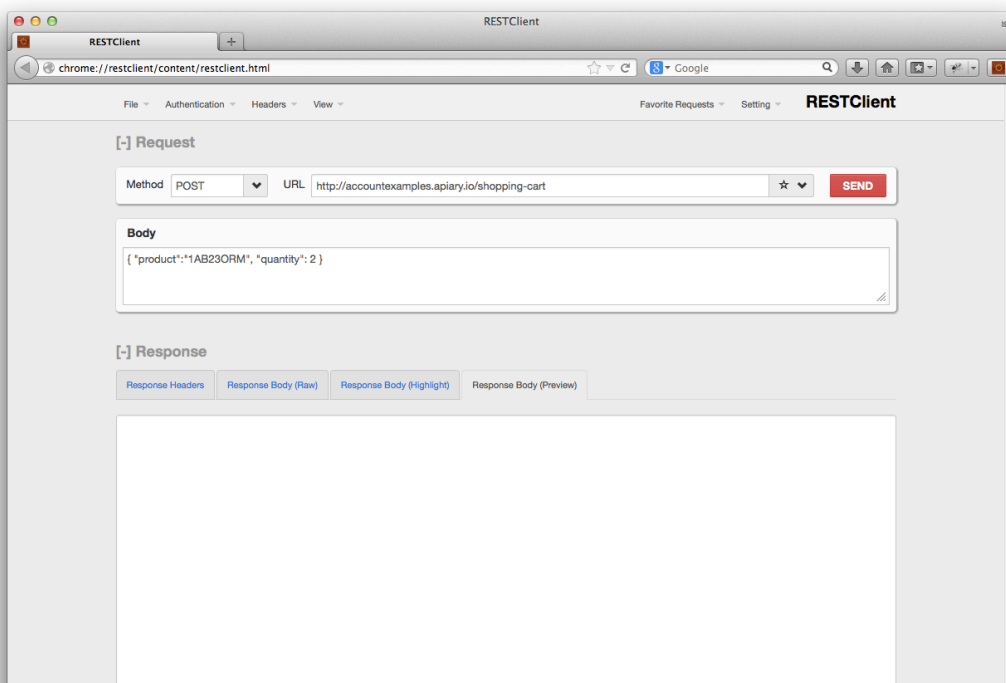 RESTClient
RESTClient +
chrome://restclient/content/restclient.html 8 Google
File Authentication Headers View Favorite Requests Setting RESTClient
[-] Request
Method POST URL http://accountexamples.apiary.io/shopping-cart SEND
Body
{ "product":"1AB23ORM", "quantity": 2 }
[-] Response
Response Headers Response Body (Raw) Response Body (Highlight) Response Body (Preview)